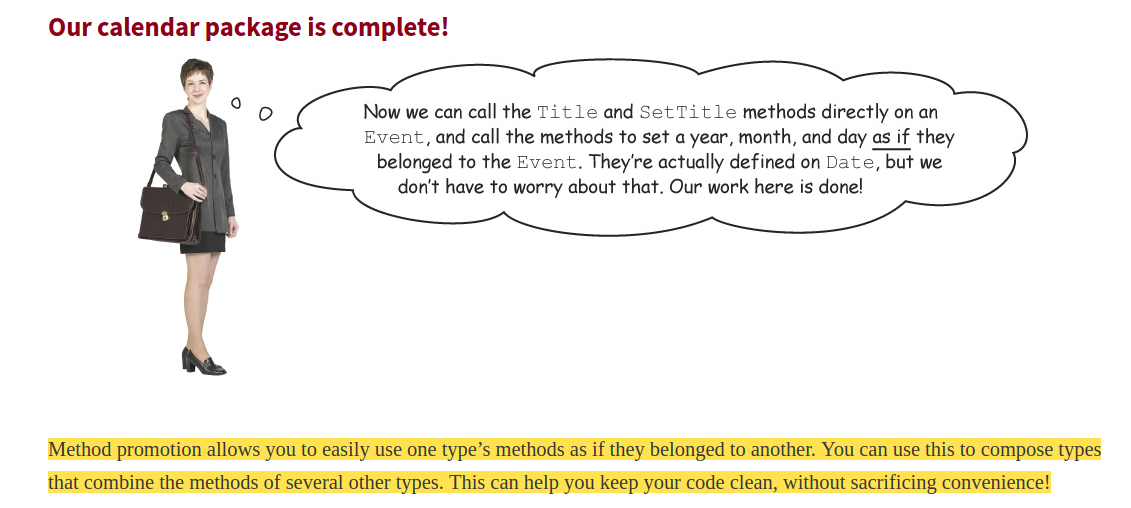 Our calendar package is complete!
Now we can call the Title and SetTitle methods directly on an
Event, and call the methods to set a year, month, and day as if they
belonged to the Event. They’re actually defined on Date, but we
don’t have to worry about that. Our work here is done!
Method promotion allows you to easily use one type’s methods as if they belonged to another. You can use this to compose types
that combine the methods of several other types. This can help you keep your code clean, without sacrificing convenience!